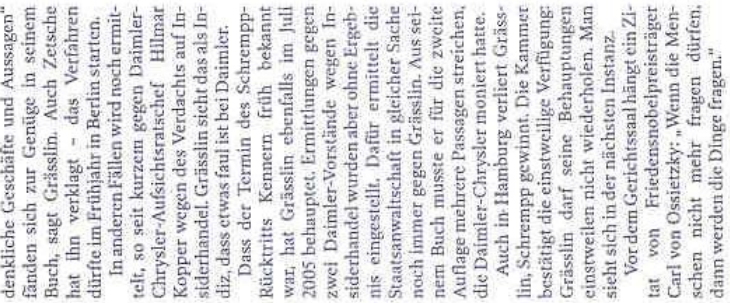 denkliche Geschäfte und Aussagen“
fänden sich zur Genüge in seinem
Buch, sagt Grässlin. Auch Zetsche
hat ihn verklagt – das Verfahren
dürfte im Frühjahr in Berlin starten.
In anderen Fällen wird noch ermit-
telt, so seit kurzem gegen Daimler-
Chrysler-Aufsichtsratschef Hilmar
Kopper wegen des Verdachts auf In-
siderhandel. Grässlin sieht das als In-
diz, dass etwas faul ist bei Daimler.
Dass der Termin des Schrempp-
Rücktritts Kennern früh bekannt
war, hat Grässlin ebenfalls im Juli
2005 behauptet. Ermittlungen gegen
zwei Daimler-Vorstände wegen In-
siderhandel wurden aber ohne Ergeb-
nis eingestellt. Dafür ermittelt die
Staatsanwaltschaft in gleicher Sache
noch immer gegen Grässlin. Aus sei-
nem Buch musste er für die zweite
Auflage mehrere Passagen streichen,
die Daimler-Chrysler moniert hatte.
Auch in Hamburg verliert Gräss-
lin, Schrempp gewinnt. Die Kammer
bestätigt die einstweilige Verfügung:
Grässlin darf seine Behauptungen
einstweilen nicht wiederholen. Man
sieht sich in der nächsten Instanz.
Vor dem Gerichtssaal hängt ein Zi-
tat von Friedensnobelpreisträger
Carl von Ossietzky: „Wenn die Men-
schen nicht mehr fragen dürfen,
dann werden die Dinge fragen.“